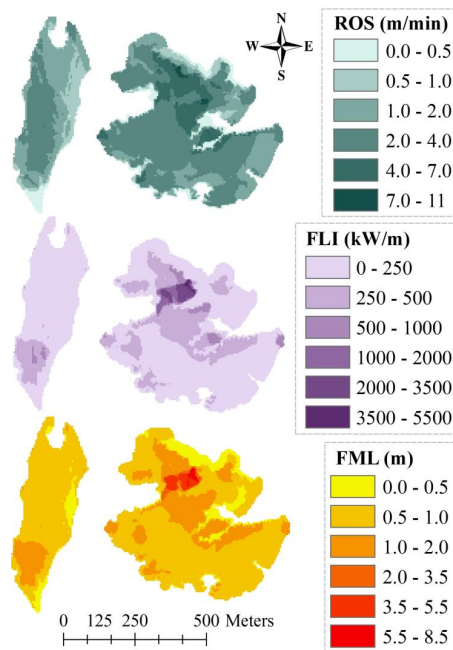 N
W E
S
ROS (m/min)
0.0 - 0.5
0.5 - 1.0
1.0 - 2.0
2.0 - 4.0
4.0 - 7.0
7.0 - 11
FLI (kW/m)
0 - 250
250 - 500
500 - 1000
1000 - 2000
2000 - 3500
3500 - 5500
FML (m)
0.0 - 0.5
0.5 - 1.0
1.0 - 2.0
2.0 - 3.5
3.5 - 5.5
5.5 - 8.5
0 125 250 500 Meters